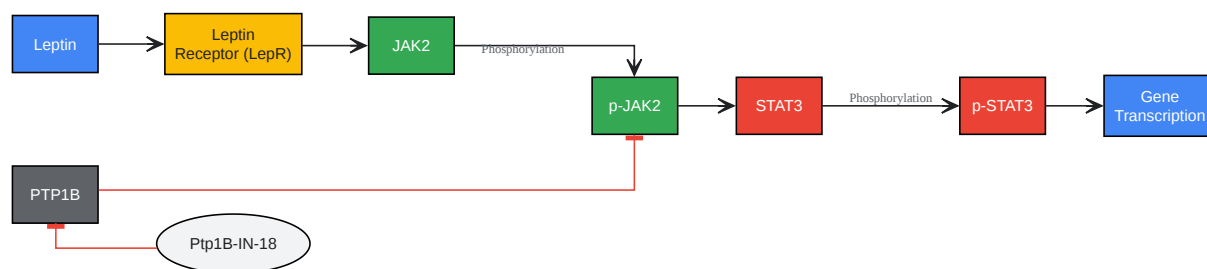 Leptin
Leptin
Receptor (LepR)
JAK2
Phosphorylation
p-JAK2
STAT3
Phosphorylation
p-STAT3
Gene
Transcription
PTP1B
Ptp1B-IN-18